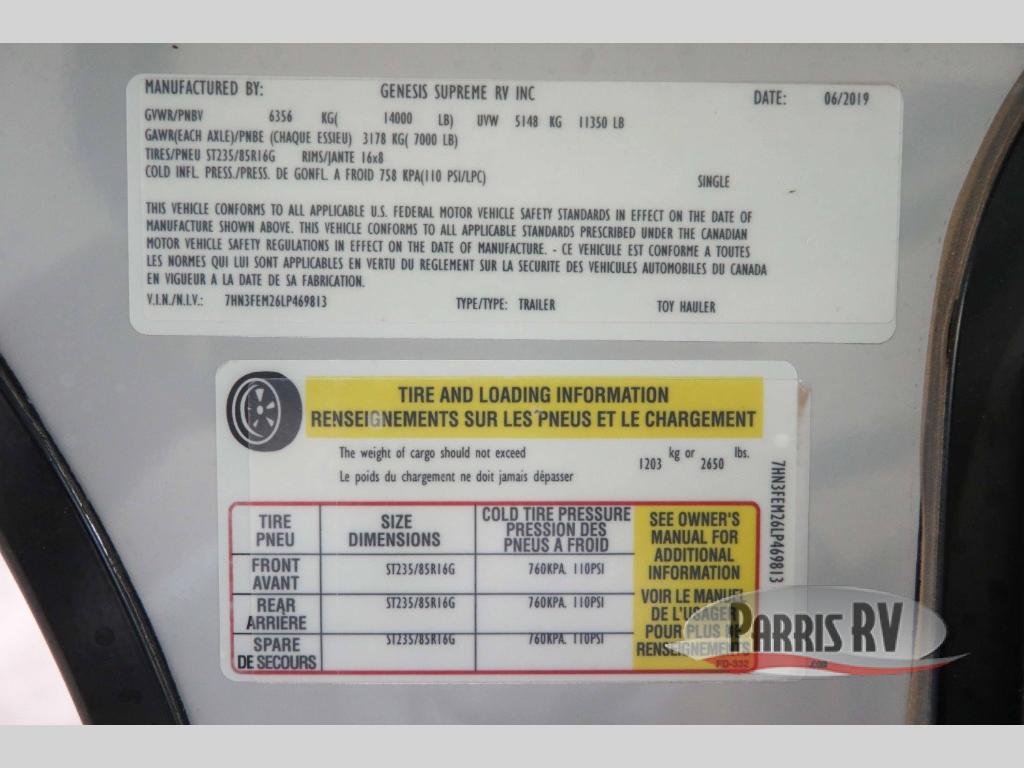 MANUFACTURED BY: GENESIS SUPREME RV INC DATE: 06/2019
GVWR/PNBV 6356 KG( 14000 LB) UVW 5148 KG 11350 LB
GAWR(EACH AXLE)/PNBE (CHAQUE ESSIEU) 3178 KG( 7000 LB)
TIRES/PNEU ST235/85R16G RIMS/JANTE 16x8
COLD INFL. PRESS./PRESS. DE GONFL. A FROID 758 KPA(110 PSI/LPC) SINGLE
THIS VEHICLE CONFORMS TO ALL APPLICABLE U.S. FEDERAL MOTOR VEHICLE SAFETY STANDARDS IN EFFECT ON THE DATE OF
MANUFACTURE SHOWN ABOVE. THIS VEHICLE CONFORMS TO ALL APPLICABLE STANDARDS PRESCRIBED UNDER THE CANADIAN
MOTOR VEHICLE SAFETY REGULATIONS IN EFFECT ON THE DATE OF MANUFACTURE. - CE VEHICULE EST CONFORME A TOUTES
LES NORMES QUI LUI SONT APPLICABLES EN VERTU DU REGLEMENT SUR LA SECURITE DES VEHICULES AUTOMOBILES DU CANADA
EN VIGUEUR A LA DATE DE SA FABRICATION.
V.I.N./N.I.V.: 7HN3FEM26LP469813 TYPE/TYPE: TRAILER TOY HAULER
TIRE AND LOADING INFORMATION
RENSEIGNEMENTS SUR LES PNEUS ET LE CHARGEMENT
The weight of cargo should not exceed
Le poids du chargement ne doit jamais dépasser
1203 kg or 2650 lbs.
7HN3FEM26LP469813
TIRE
PNEU
SIZE
DIMENSIONS
COLD TIRE PRESSURE
PRESSION DES
PNEUS A FROID
FRONT
AVANT
ST235/85R16G 760KPA. 110PSI
REAR
ARRIÈRE
ST235/85R16G 760KPA. 110PSI
SPARE
DE SECOURS
ST235/85R16G 760KPA. 110PSI
SEE OWNER'S
MANUAL FOR
ADDITIONAL
INFORMATION
VOIR LE MANUEL
DE L'USAGER
POUR PLUS
RENSEIGNEMENTS
FD-332
PARRIS RV
.com